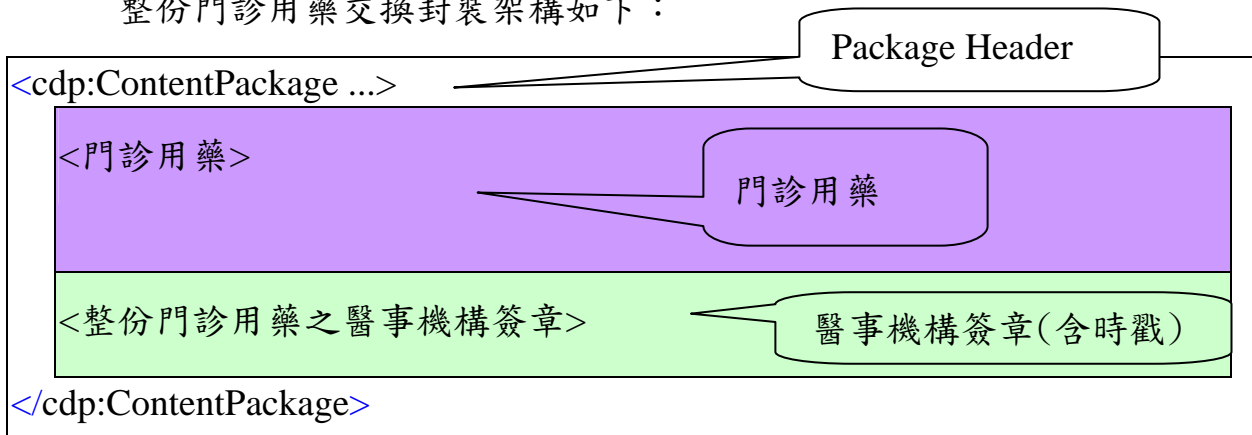 整份門診用藥交換封裝架構如下：
Package Header
<cdp:ContentPackage ...>
<門診用藥>
門診用藥
<整份門診用藥之醫事機構簽章>
醫事機構簽章(含時戳)
</cdp:ContentPackage>